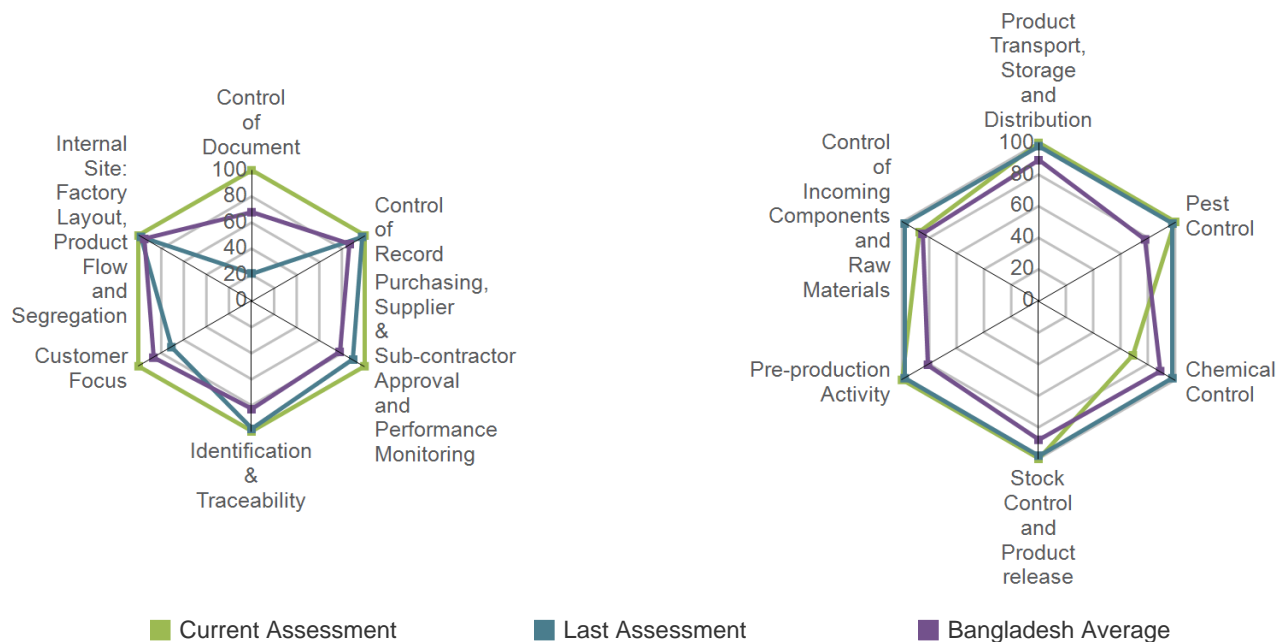 Control
of
Document
Control
of
Record
Purchasing,
Supplier
&
Sub-contractor
Approval
and
Performance
Monitoring
Identification
&
Traceability
Customer
Focus
Internal
Site:
Factory
Layout,
Product
Flow
and
Segregation
100
80
60
40
20
0
Product
Transport,
Storage
and
Distribution
Pest
Control
Chemical
Control
Stock
Control
and
Product
release
Pre-production
Activity
Control
of
Incoming
Components
and
Raw
Materials
100
80
60
40
20
0
Current Assessment
Last Assessment
Bangladesh Average